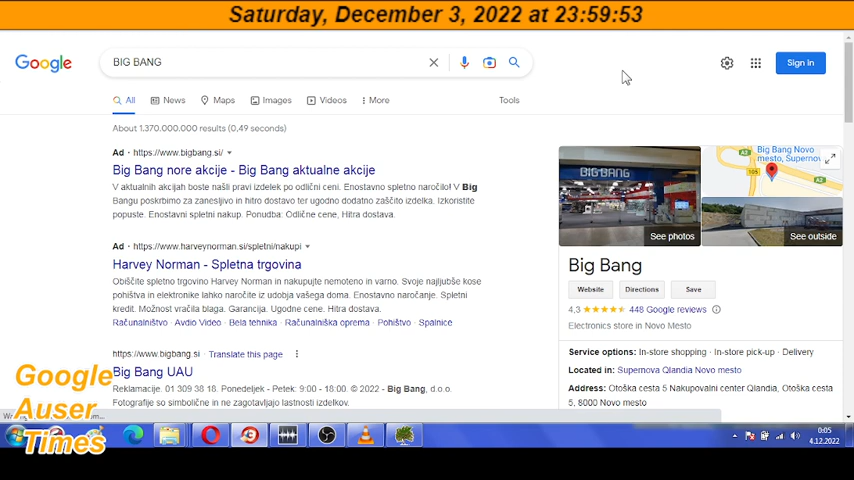 Saturday, December 3, 2022 at 23:59:53
Google
BIG BANG
Sign in
All
News
Maps
Images
Videos
More
Tools
About 1.370.000.000 results (0,49 seconds)
Ad · https://www.bigbang.si/
Big Bang nore akcije - Big Bang aktualne akcije
V aktualnih akcijah boste našli pravi izdelek po odlični ceni. Enostavno spletno naročilo! V Big
Bangu poskrbimo za zanesljivo in hitro dostavo ter ugodno dodatno zaščito izdelka. Izkoristite
popuste. Enostavni spletni nakup. Ponudba: Odlične cene, Hitra dostava.
Ad · https://www.harveynorman.si/spletni/nakupi
Harvey Norman - Spletna trgovina
Obiščite spletno trgovino Harvey Norman in nakupujte nemoteno in varno. Svoje najljubše kose
pohištva in elektronike lahko naročite iz udobja vašega doma. Enostavno naročanje. Spletni
kredit. Možnost vračila blaga. Garancija. Ugodne cene. Hitra dostava.
Računalništvo · Avdio Video · Bela tehnika · Računalniška oprema · Pohištvo · Spalnice
https://www.bigbang.si
Translate this page
Big Bang UAU
Reklamacije. 01 309 38 18. Ponedeljek - Petek: 9:00 - 18:00. © 2022 - Big Bang, d.o.o.
Fotografije so simbolične in ne zagotavljajo lastnosti izdelkov.
BIG BANG
See photos
Big Bang Novo
mesto, Supernov
A2
105
A2
See outside
Big Bang
Website
Directions
Save
4,3
448 Google reviews
Electronics store in Novo Mesto
Service options: In-store shopping · In-store pick-up · Delivery
Located in: Supernova Qlandia Novo mesto
Address: Otoška cesta 5 Nakupovalni center Qlandia, Otoška cesta
5, 8000 Novo mesto
Google
Auser
Times
0:05
4.12.2022